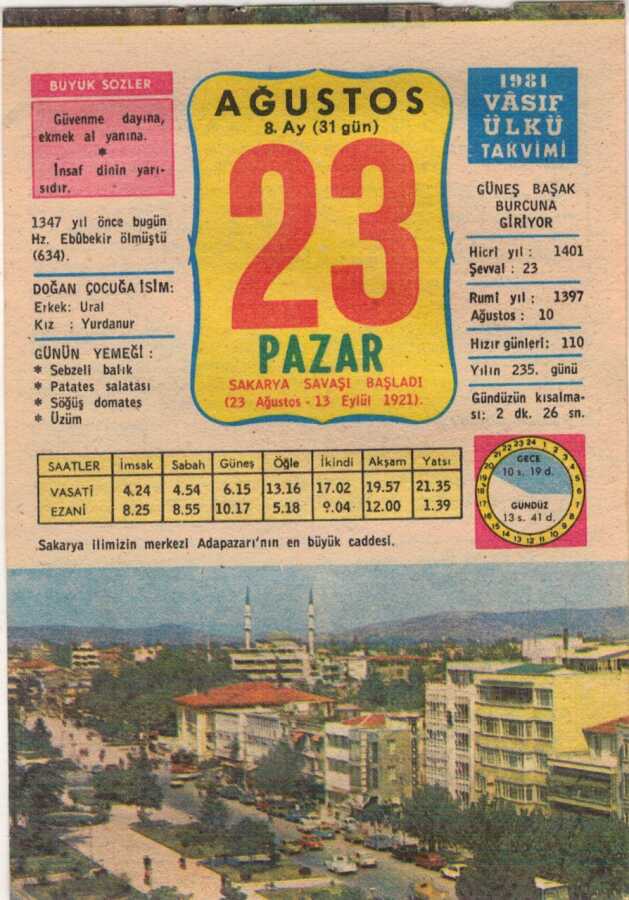 BÜYÜK SÖZLER
Güvenme dayına,
ekmek al yanına.
*
İnsaf dinin yarı-
sıdır.
1347 yıl önce bugün
Hz. Ebûbekir ölmüştü
(634).
DOĞAN ÇOCUĞA İSİM:
Erkek: Ural
Kız : Yurdanur
GÜNÜN YEMEĞİ :
* Sebzeli balık
* Patates salatası
* Söğüş domates
* Üzüm
AĞUSTOS
8. Ay (31 gün)
23
PAZAR
SAKARYA SAVAŞI BAŞLADI
(23 Ağustos - 13 Eylül 1921).
1981
VÂSIF
ÜLKÜ
TAKVİMİ
GÜNEŞ BAŞAK
BURCUNA
GİRİYOR
Hicrî yıl : 1401
Şevval : 23
Rumî yıl : 1397
Ağustos : 10
Hızır günleri: 110
Yılın 235. günü
Gündüzün kısalma-
sı: 2 dk. 26 sn.
SAATLER İmsak Sabah Güneş Öğle İkindi Akşam Yatsı
VASATİ 4.24 4.54 6.15 13.16 17.02 19.57 21.35
EZANİ 8.25 8.55 10.17 5.18 9.04 12.00 1.39
GECE
10 s. 19 d.
GÜNDÜZ
13 s. 41 d.
Sakarya ilimizin merkezi Adapazarı'nın en büyük caddesi.